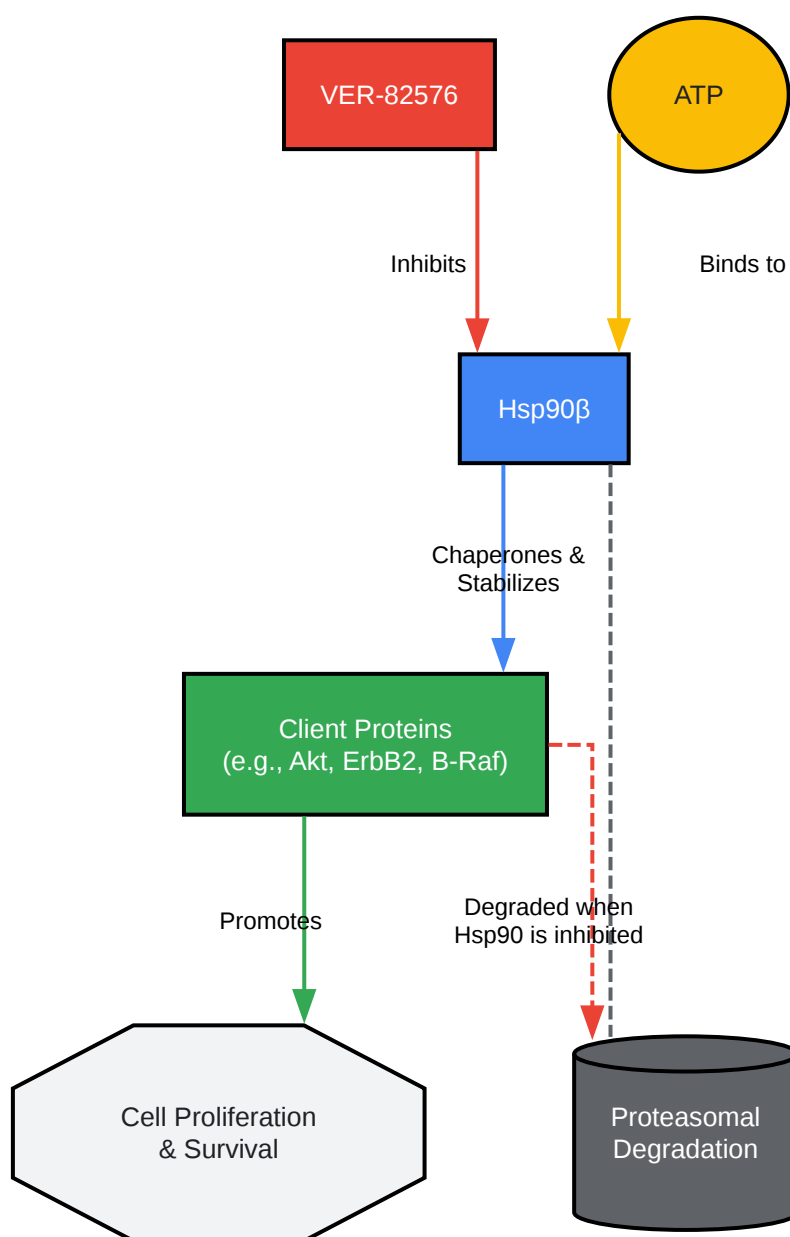 VER-82576
ATP
Inhibits
Binds to
Hsp90β
Chaperones &
Stabilizes
Client Proteins
(e.g., Akt, ErbB2, B-Raf)
Promotes
Degraded when
Hsp90 is inhibited
Cell Proliferation
& Survival
Proteasomal
Degradation